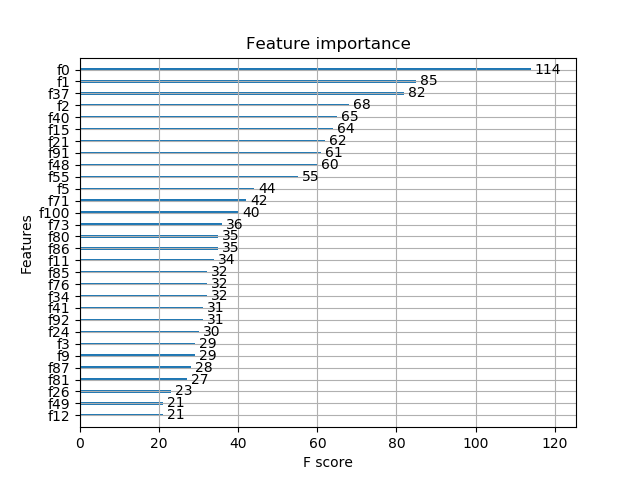 Feature importance
f0 114
f1 85
f37 82
f2 68
f40 65
f15 64
f21 62
f91 61
f48 60
f55 55
f5 44
f71 42
f100 40
f73 36
f80 35
f86 35
f11 34
f85 32
f76 32
f34 32
f41 31
f92 31
f24 30
f3 29
f9 29
f87 28
f81 27
f26 23
f49 21
f12 21
Features
0 20 40 60 80 100 120
F score